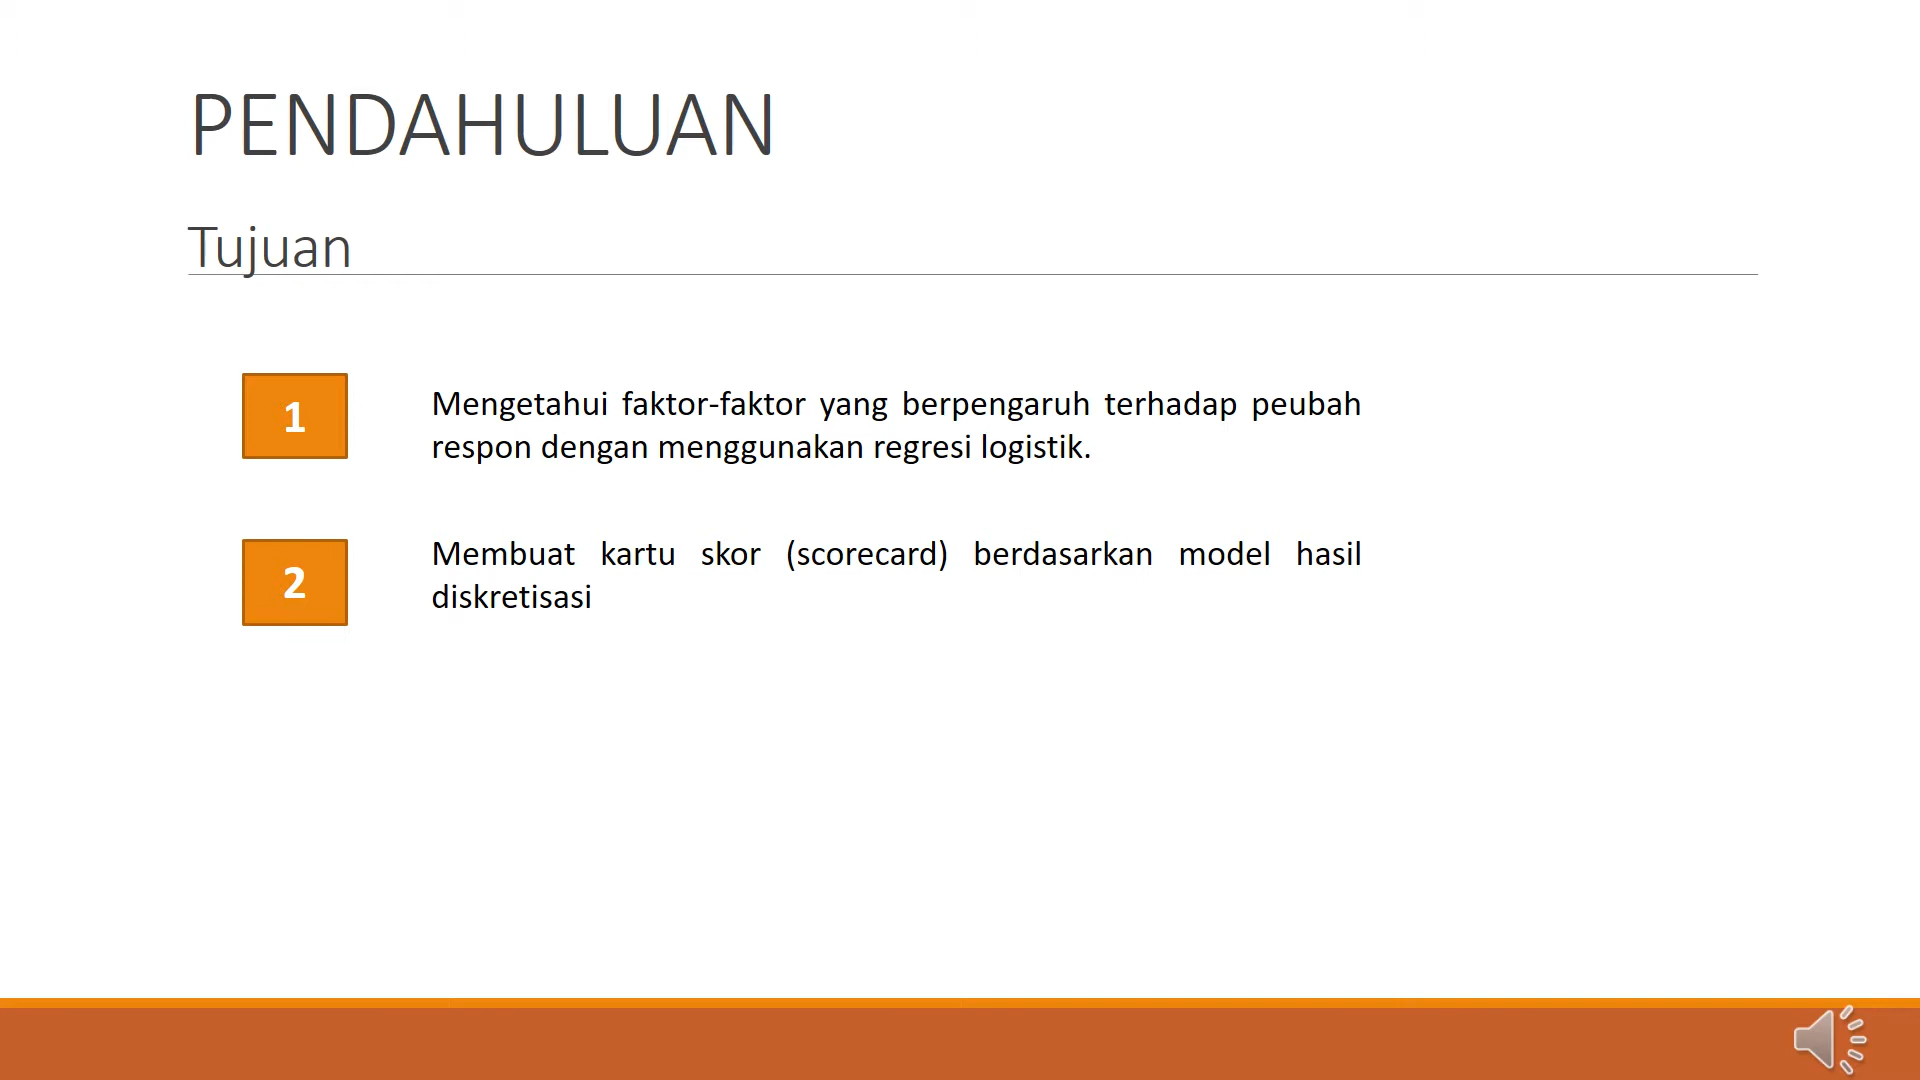 PENDAHULUAN
Tujuan
1
Mengetahui faktor-faktor yang berpengaruh terhadap peubah
respon dengan menggunakan regresi logistik.
2
Membuat kartu skor (scorecard) berdasarkan model hasil
diskretisasi